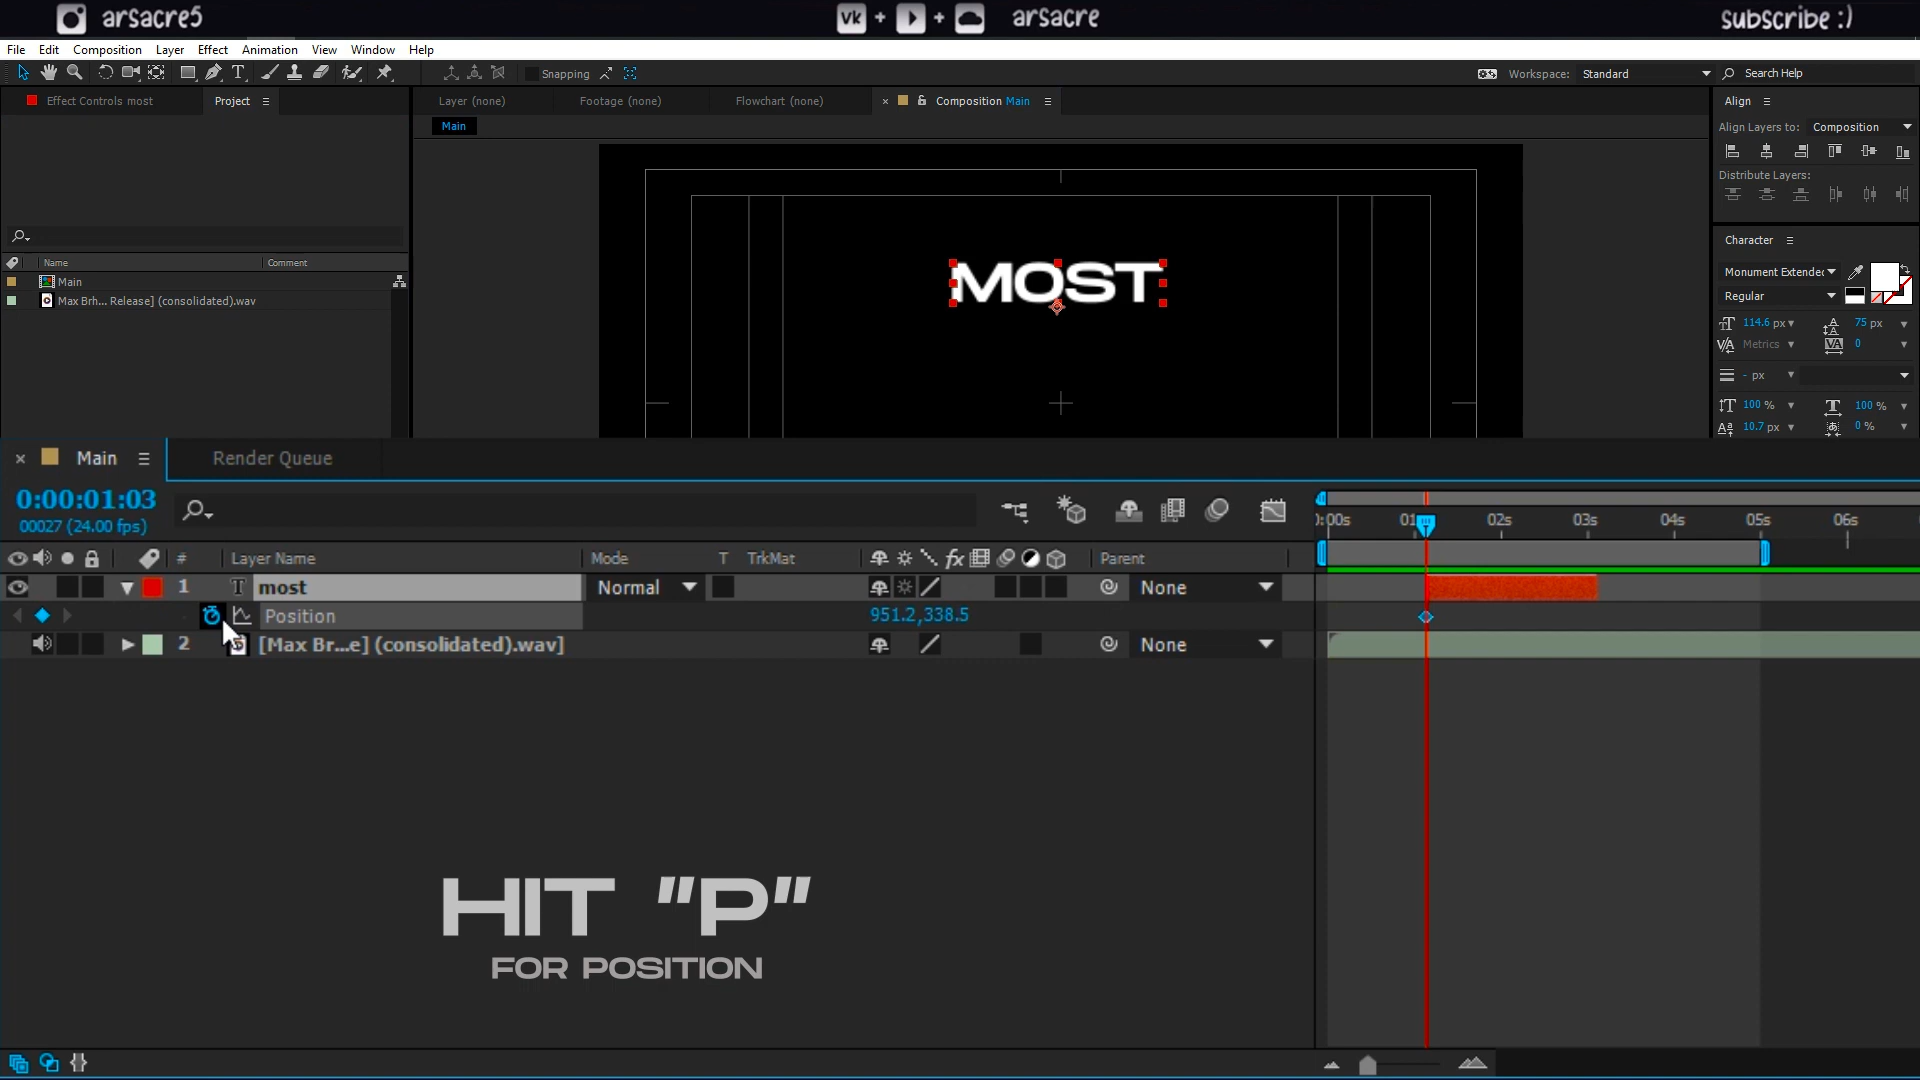 arsacre5
vk + + arsacre
subscribe :)
File Edit Composition Layer Effect Animation View Window Help
Snapping
Workspace: Standard
Search Help
Effect Controls most
Project
Layer (none)
Footage (none)
Flowchart (none)
× Composition Main
Main
Align
Align Layers to: Composition
Distribute Layers:
Name Comment
Main
Max Brh... Release] (consolidated).wav
MOST
Character
Monument Extendec
Regular
114.6 px
75 px
Metrics
0
- px
100 %
100 %
10.7 px
0 %
× Main
Render Queue
0:00:01:03
00027 (24.00 fps)
):00s 01 02s 03s 04s 05s 06s
# Layer Name Mode T TrkMat fx Parent
1 T most Normal None
Position 951.2,338.5
2 [Max Br...e] (consolidated).wav] None
HIT "P"
FOR POSITION